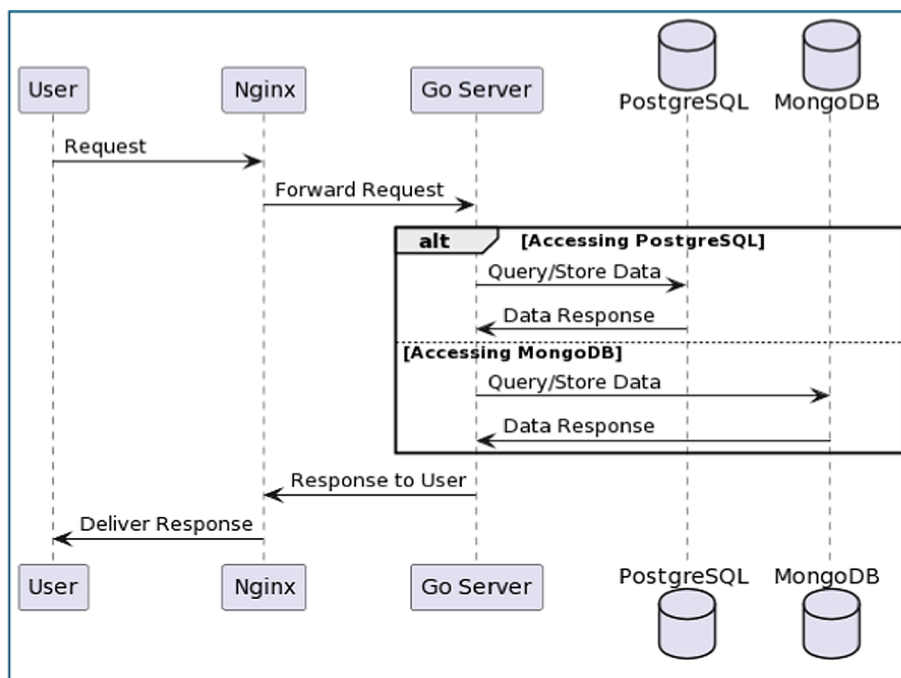 User
Nginx
Go Server
PostgreSQL
MongoDB
Request
Forward Request
alt
[Accessing PostgreSQL]
Query/Store Data
Data Response
[Accessing MongoDB]
Query/Store Data
Data Response
Response to User
Deliver Response
User
Nginx
Go Server
PostgreSQL
MongoDB